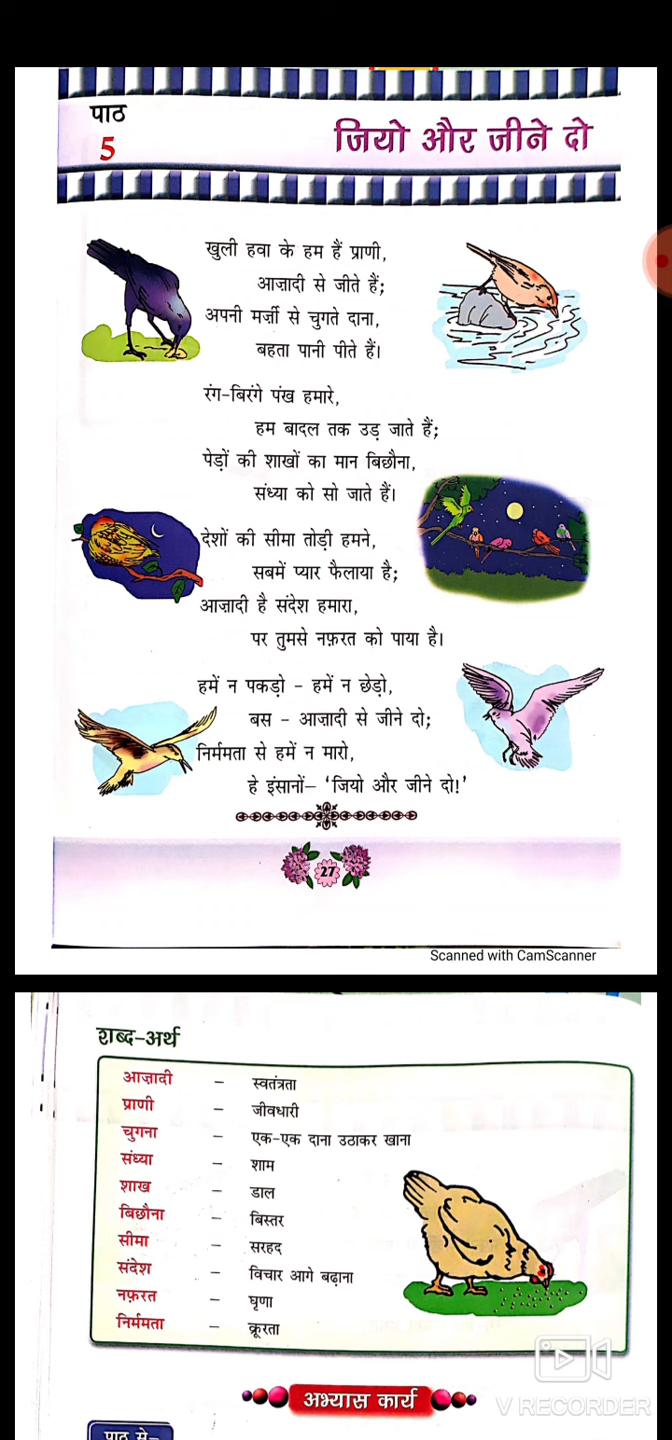 पाठ
5
जियो और जीने दो
खुली हवा के हम हैं प्राणी,
आज़ादी से जीते हैं;
अपनी मर्ज़ी से चुगते दाना,
बहता पानी पीते हैं।
रंग-बिरंगे पंख हमारे,
हम बादल तक उड़ जाते हैं;
पेड़ों की शाखों का मान बिछौना,
संध्या को सो जाते हैं।
देशों की सीमा तोड़ी हमने,
सबमें प्यार फैलाया है;
आज़ादी है संदेश हमारा,
पर तुमसे नफ़रत को पाया है।
हमें न पकड़ो - हमें न छेड़ो,
बस - आज़ादी से जीने दो;
निर्ममता से हमें न मारो,
हे इंसानों- 'जियो और जीने दो!'
27
Scanned with CamScanner
शब्द-अर्थ
आज़ादी - स्वतंत्रता
प्राणी - जीवधारी
चुगना - एक-एक दाना उठाकर खाना
संध्या - शाम
शाख - डाल
बिछौना - बिस्तर
सीमा - सरहद
संदेश - विचार आगे बढ़ाना
नफ़रत - घृणा
निर्ममता - क्रूरता
अभ्यास कार्य
पाठ से-
V RECORDER